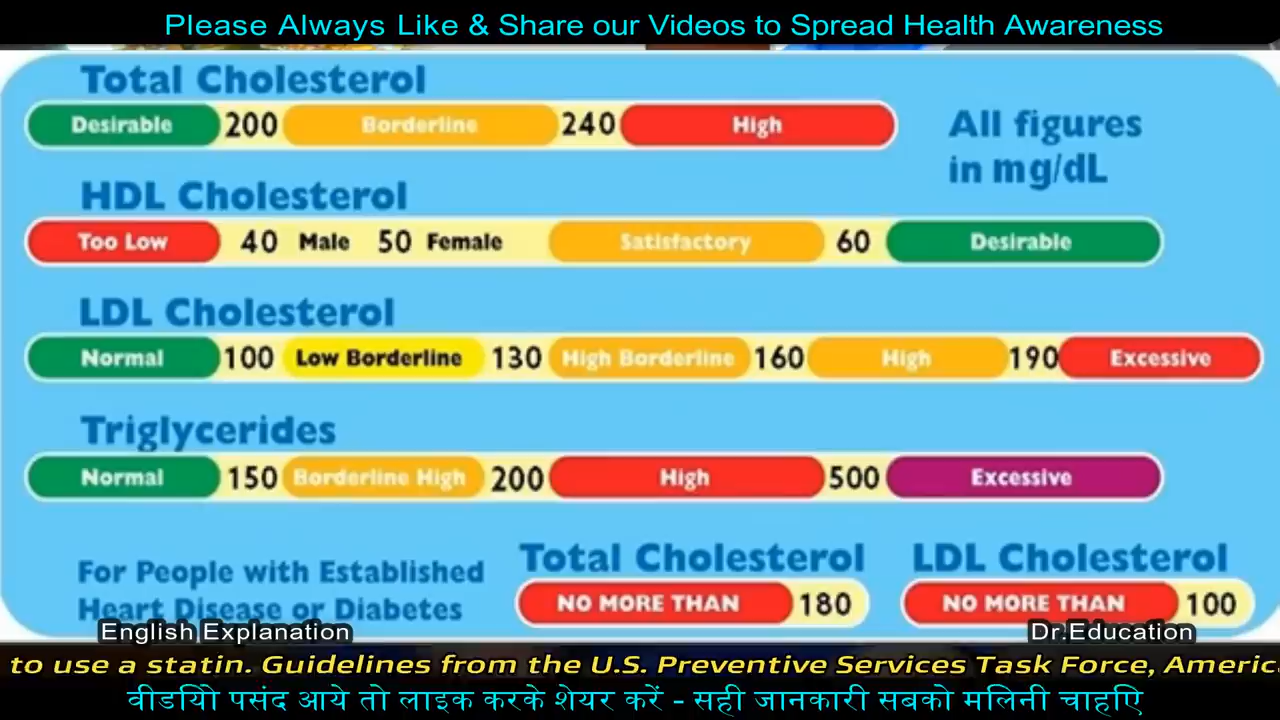 Please Always Like & Share our Videos to Spread Health Awareness
Total Cholesterol
Desirable 200 Borderline 240 High
All figures
in mg/dL
HDL Cholesterol
Too Low 40 Male 50 Female Satisfactory 60 Desirable
LDL Cholesterol
Normal 100 Low Borderline 130 High Borderline 160 High 190 Excessive
Triglycerides
Normal 150 Borderline High 200 High 500 Excessive
For People with Established
Heart Disease or Diabetes
Total Cholesterol
NO MORE THAN 180
LDL Cholesterol
NO MORE THAN 100
English Explanation
Dr.Education
to use a statin. Guidelines from the U.S. Preventive Services Task Force, Americ
वीडियो पसंद आये तो लाइक करके शेयर करें - सही जानकारी सबको मिलनी चाहिए